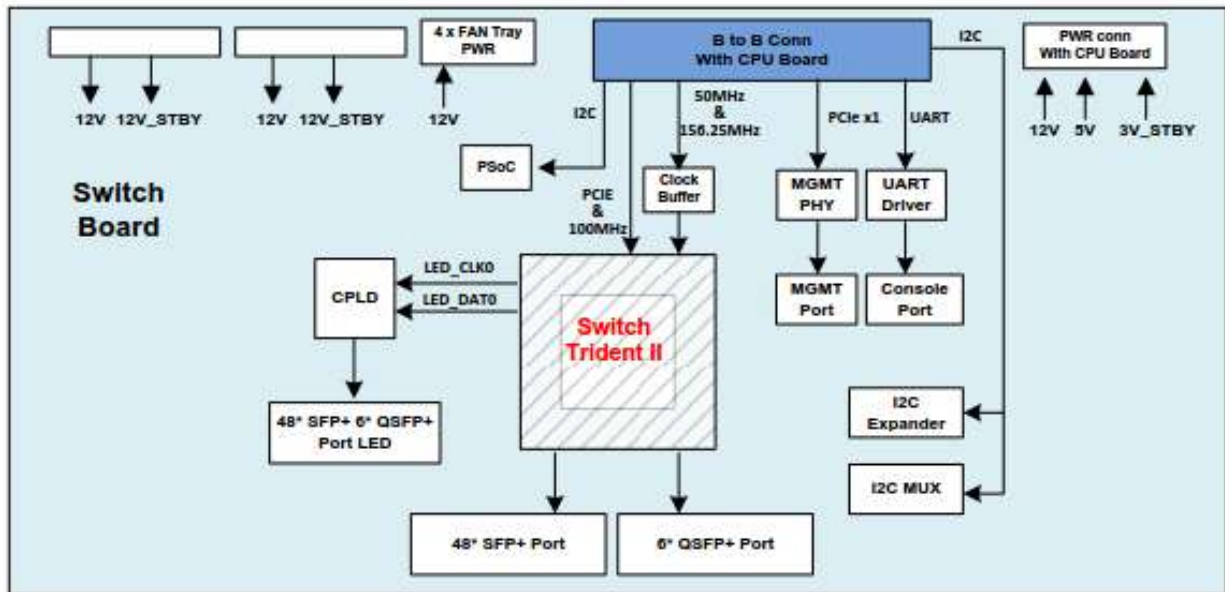 4 x FAN Tray
PWR
B to B Conn
With CPU Board
I2C
PWR conn
With CPU Board
12V
12V_STBY
12V
12V_STBY
12V
I2C
50MHz
&
156.25MHz
PCIe x1
UART
12V
5V
3V_STBY
PSoC
Clock
Buffer
MGMT
PHY
UART
Driver
Switch
Board
PCIE
&
100MHz
LED_CLK0
LED_DAT0
CPLD
MGMT
Port
Console
Port
Switch
Trident II
48* SFP+ 6* QSFP+
Port LED
I2C
Expander
I2C MUX
48* SFP+ Port
6* QSFP+ Port